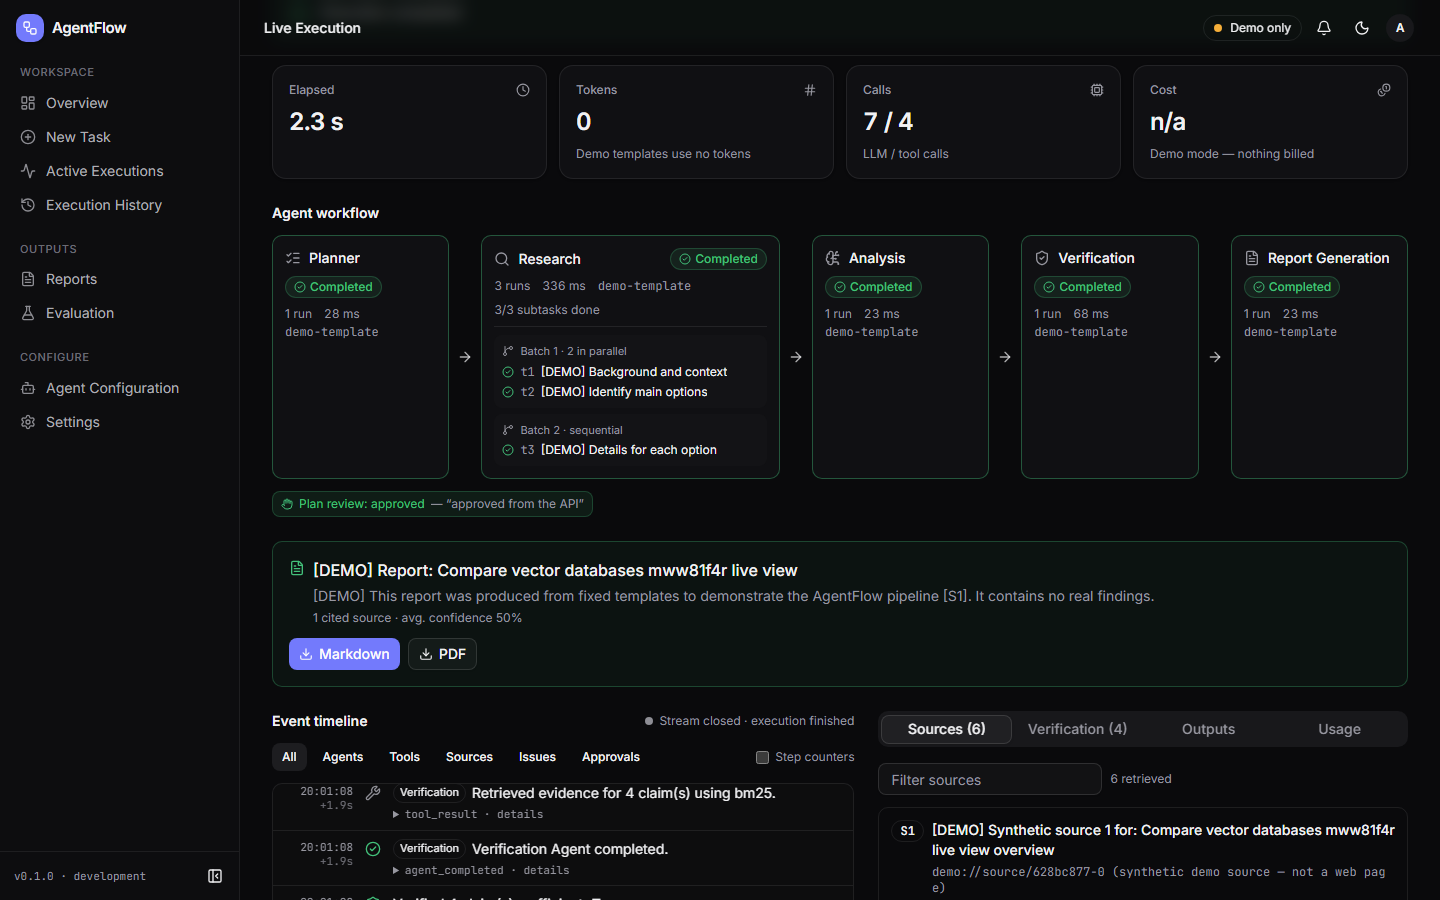 AgentFlow
Live Execution
Demo only
A
WORKSPACE
Overview
New Task
Active Executions
Execution History
OUTPUTS
Reports
Evaluation
CONFIGURE
Agent Configuration
Settings
v0.1.0 · development
Elapsed
2.3 s
Tokens
0
Demo templates use no tokens
Calls
7 / 4
LLM / tool calls
Cost
n/a
Demo mode — nothing billed
Agent workflow
Planner
Completed
1 run 28 ms
demo-template
Research
Completed
3 runs 336 ms demo-template
3/3 subtasks done
Batch 1 · 2 in parallel
t1 [DEMO] Background and context
t2 [DEMO] Identify main options
Batch 2 · sequential
t3 [DEMO] Details for each option
Analysis
Completed
1 run 23 ms
demo-template
Verification
Completed
1 run 68 ms
demo-template
Report Generation
Completed
1 run 23 ms
demo-template
Plan review: approved — “approved from the API”
[DEMO] Report: Compare vector databases mww81f4r live view
[DEMO] This report was produced from fixed templates to demonstrate the AgentFlow pipeline [S1]. It contains no real findings.
1 cited source · avg. confidence 50%
Markdown
PDF
Event timeline
Stream closed · execution finished
All
Agents
Tools
Sources
Issues
Approvals
Step counters
20:01:08
+1.9s
Verification Retrieved evidence for 4 claim(s) using bm25.
tool_result · details
20:01:08
+1.9s
Verification Verification Agent completed.
agent_completed · details
Sources (6)
Verification (4)
Outputs
Usage
Filter sources
6 retrieved
S1
[DEMO] Synthetic source 1 for: Compare vector databases mww81f4r
live view overview
demo://source/628bc877-0 (synthetic demo source — not a web pag
e)